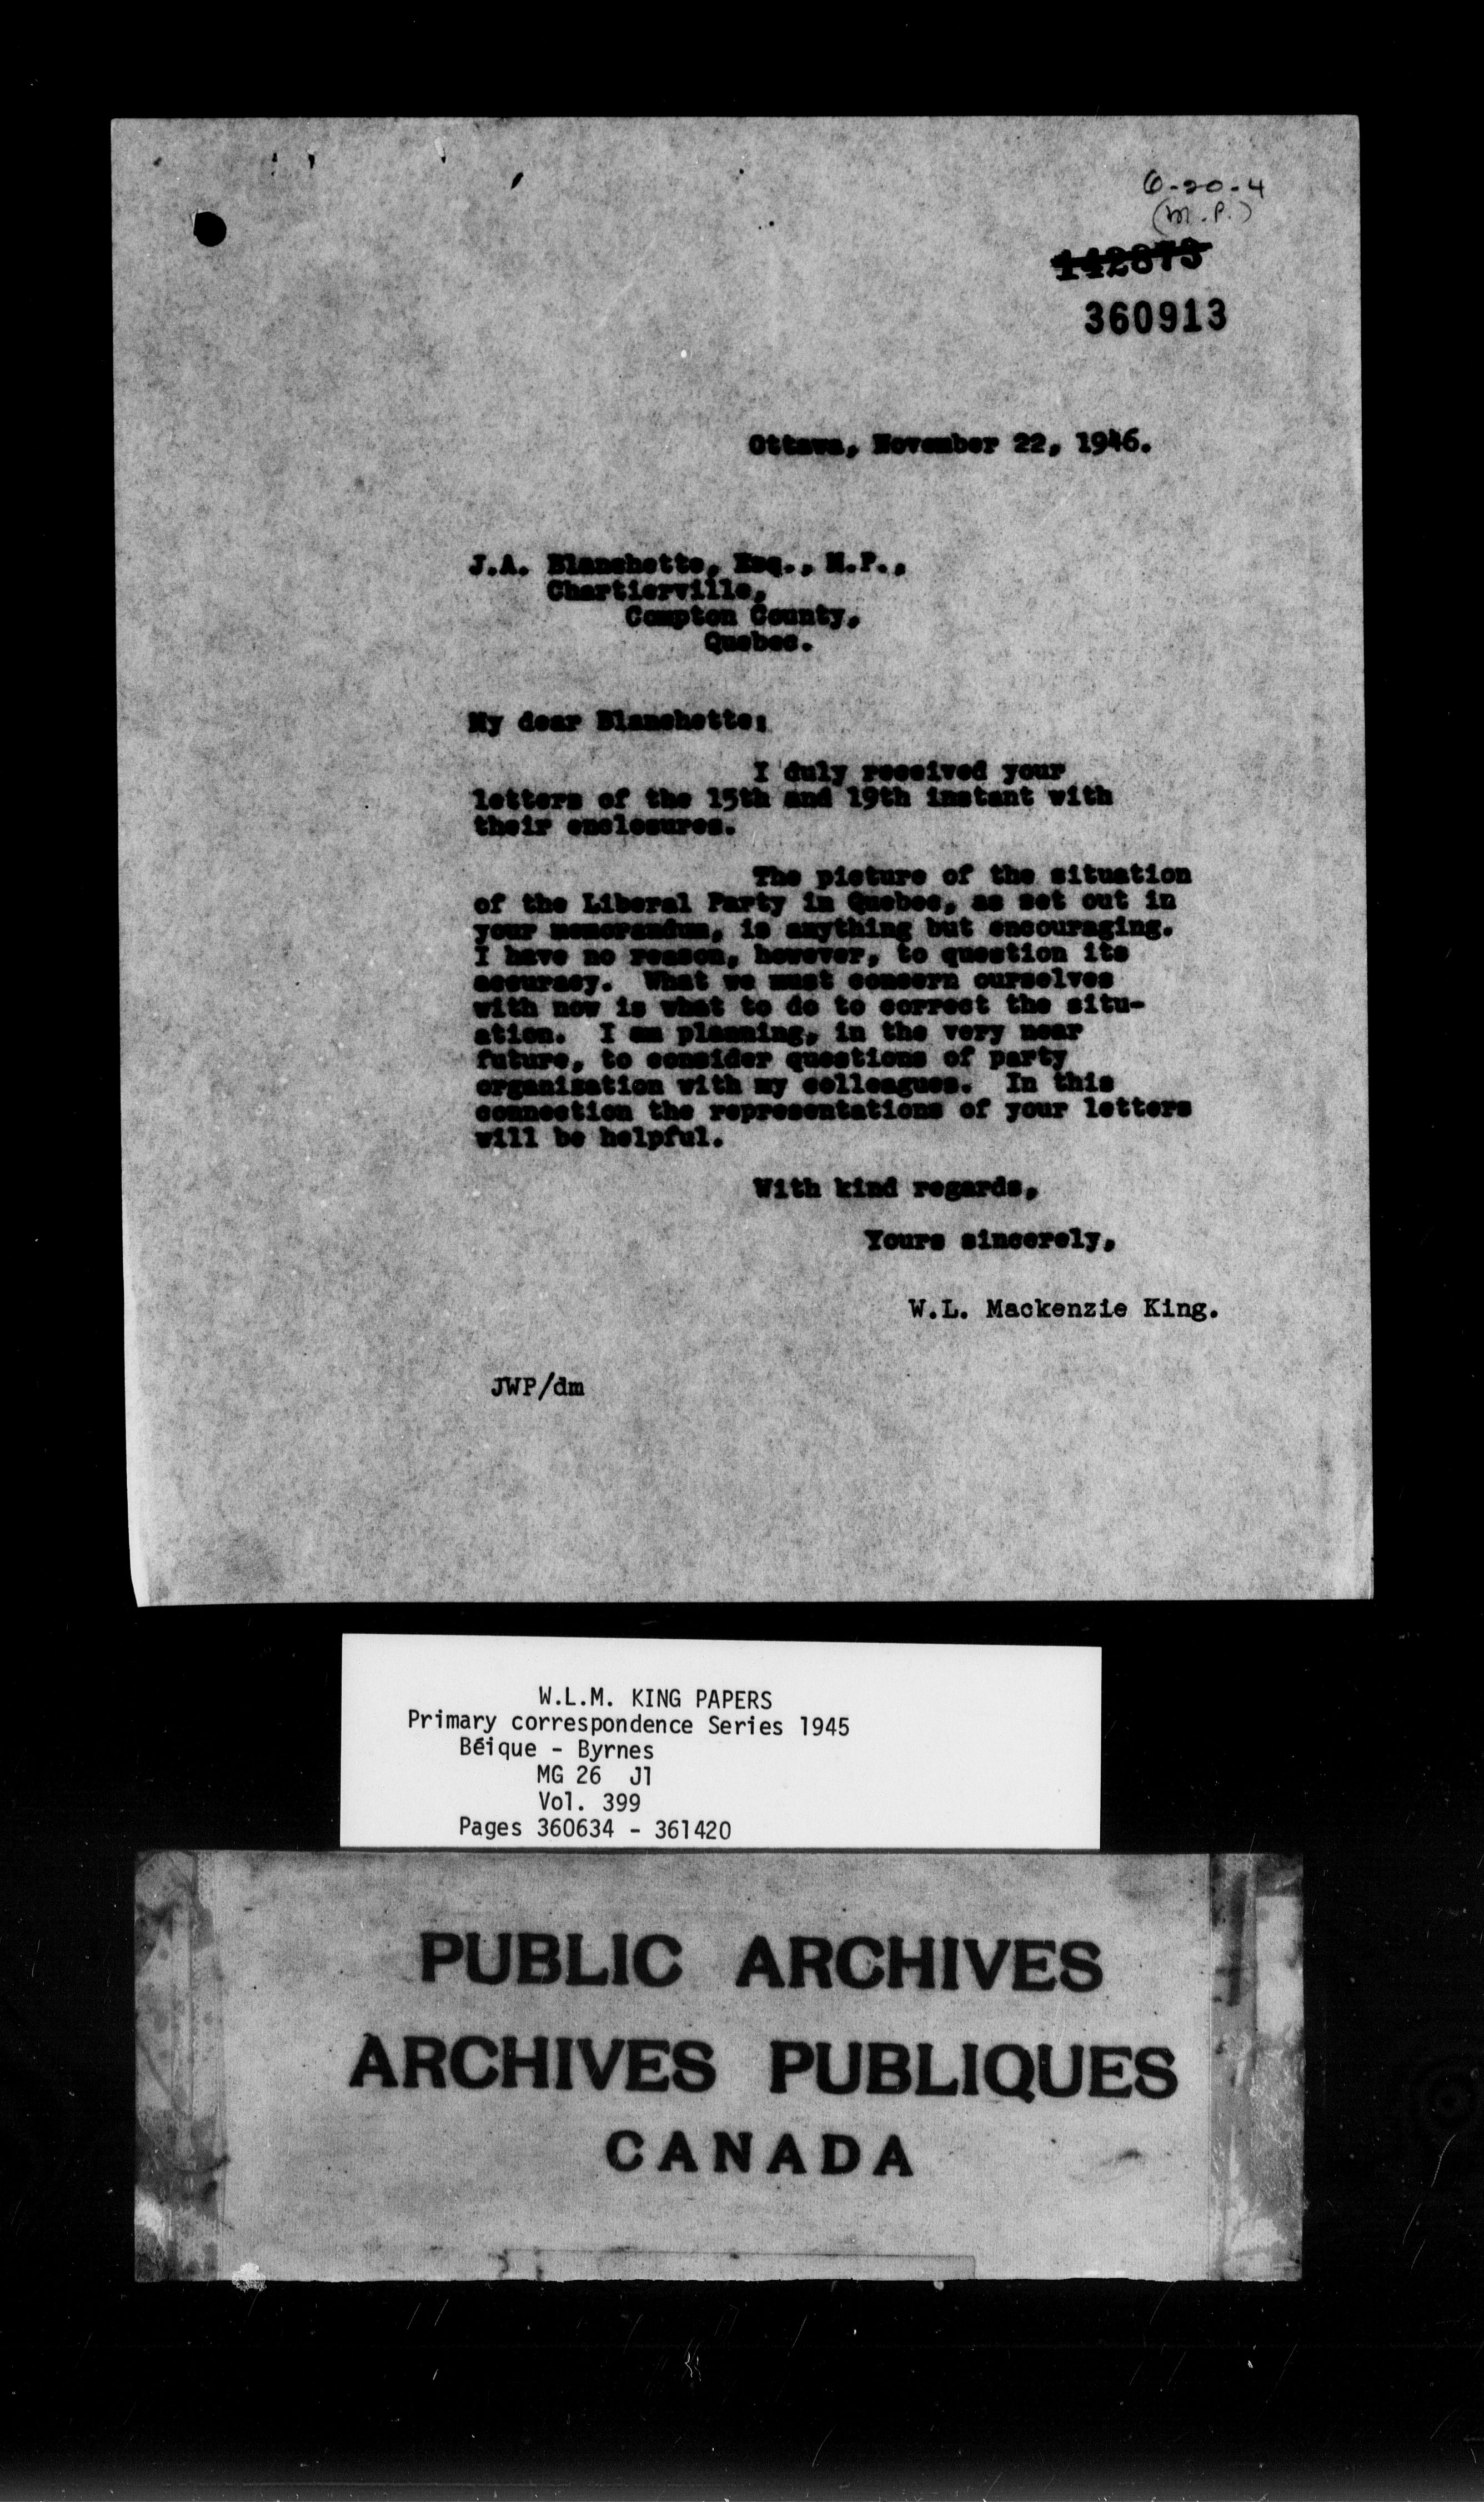 6-20-4
(M.P.)
142873
360913
Ottawa, November 22, 1946.
J.A. Blanchette, Esq., M.P.,
Chartierville,
Compton County,
Quebec.
My dear Blanchette:
I duly received your
letters of the 15th and 19th instant with
their enclosures.
The picture of the situation
of the Liberal Party in Quebec, as set out in
your memorandum, is anything but encouraging.
I have no reason, however, to question its
accuracy. What we must concern ourselves
with now is what to do to correct the situ-
ation. I am planning, in the very near
future, to consider questions of party
organization with my colleagues. In this
connection the representations of your letters
will be helpful.
With kind regards,
Yours sincerely,
W.L. Mackenzie King.
JWP/dm
W.L.M. KING PAPERS
Primary correspondence Series 1945
Béique - Byrnes
MG 26 J1
Vol. 399
Pages 360634 - 361420
PUBLIC ARCHIVES
ARCHIVES PUBLIQUES
CANADA